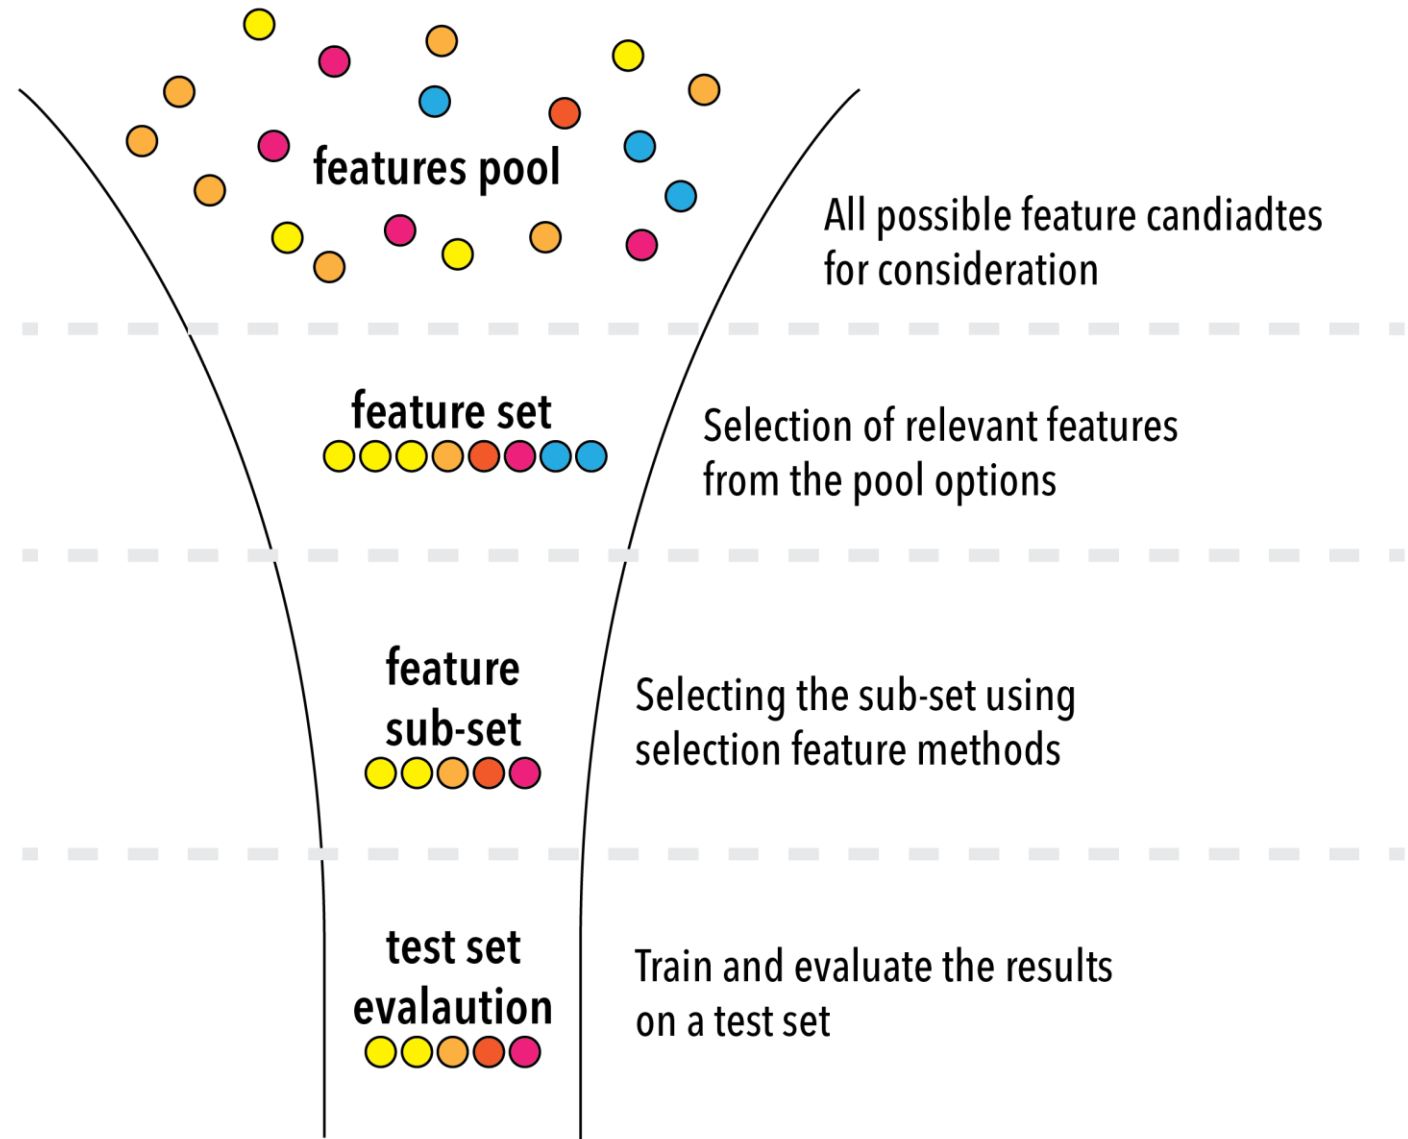 features pool
All possible feature candiadtes
for consideration
feature set
Selection of relevant features
from the pool options
feature
sub-set
Selecting the sub-set using
selection feature methods
test set
evalaution
Train and evaluate the results
on a test set